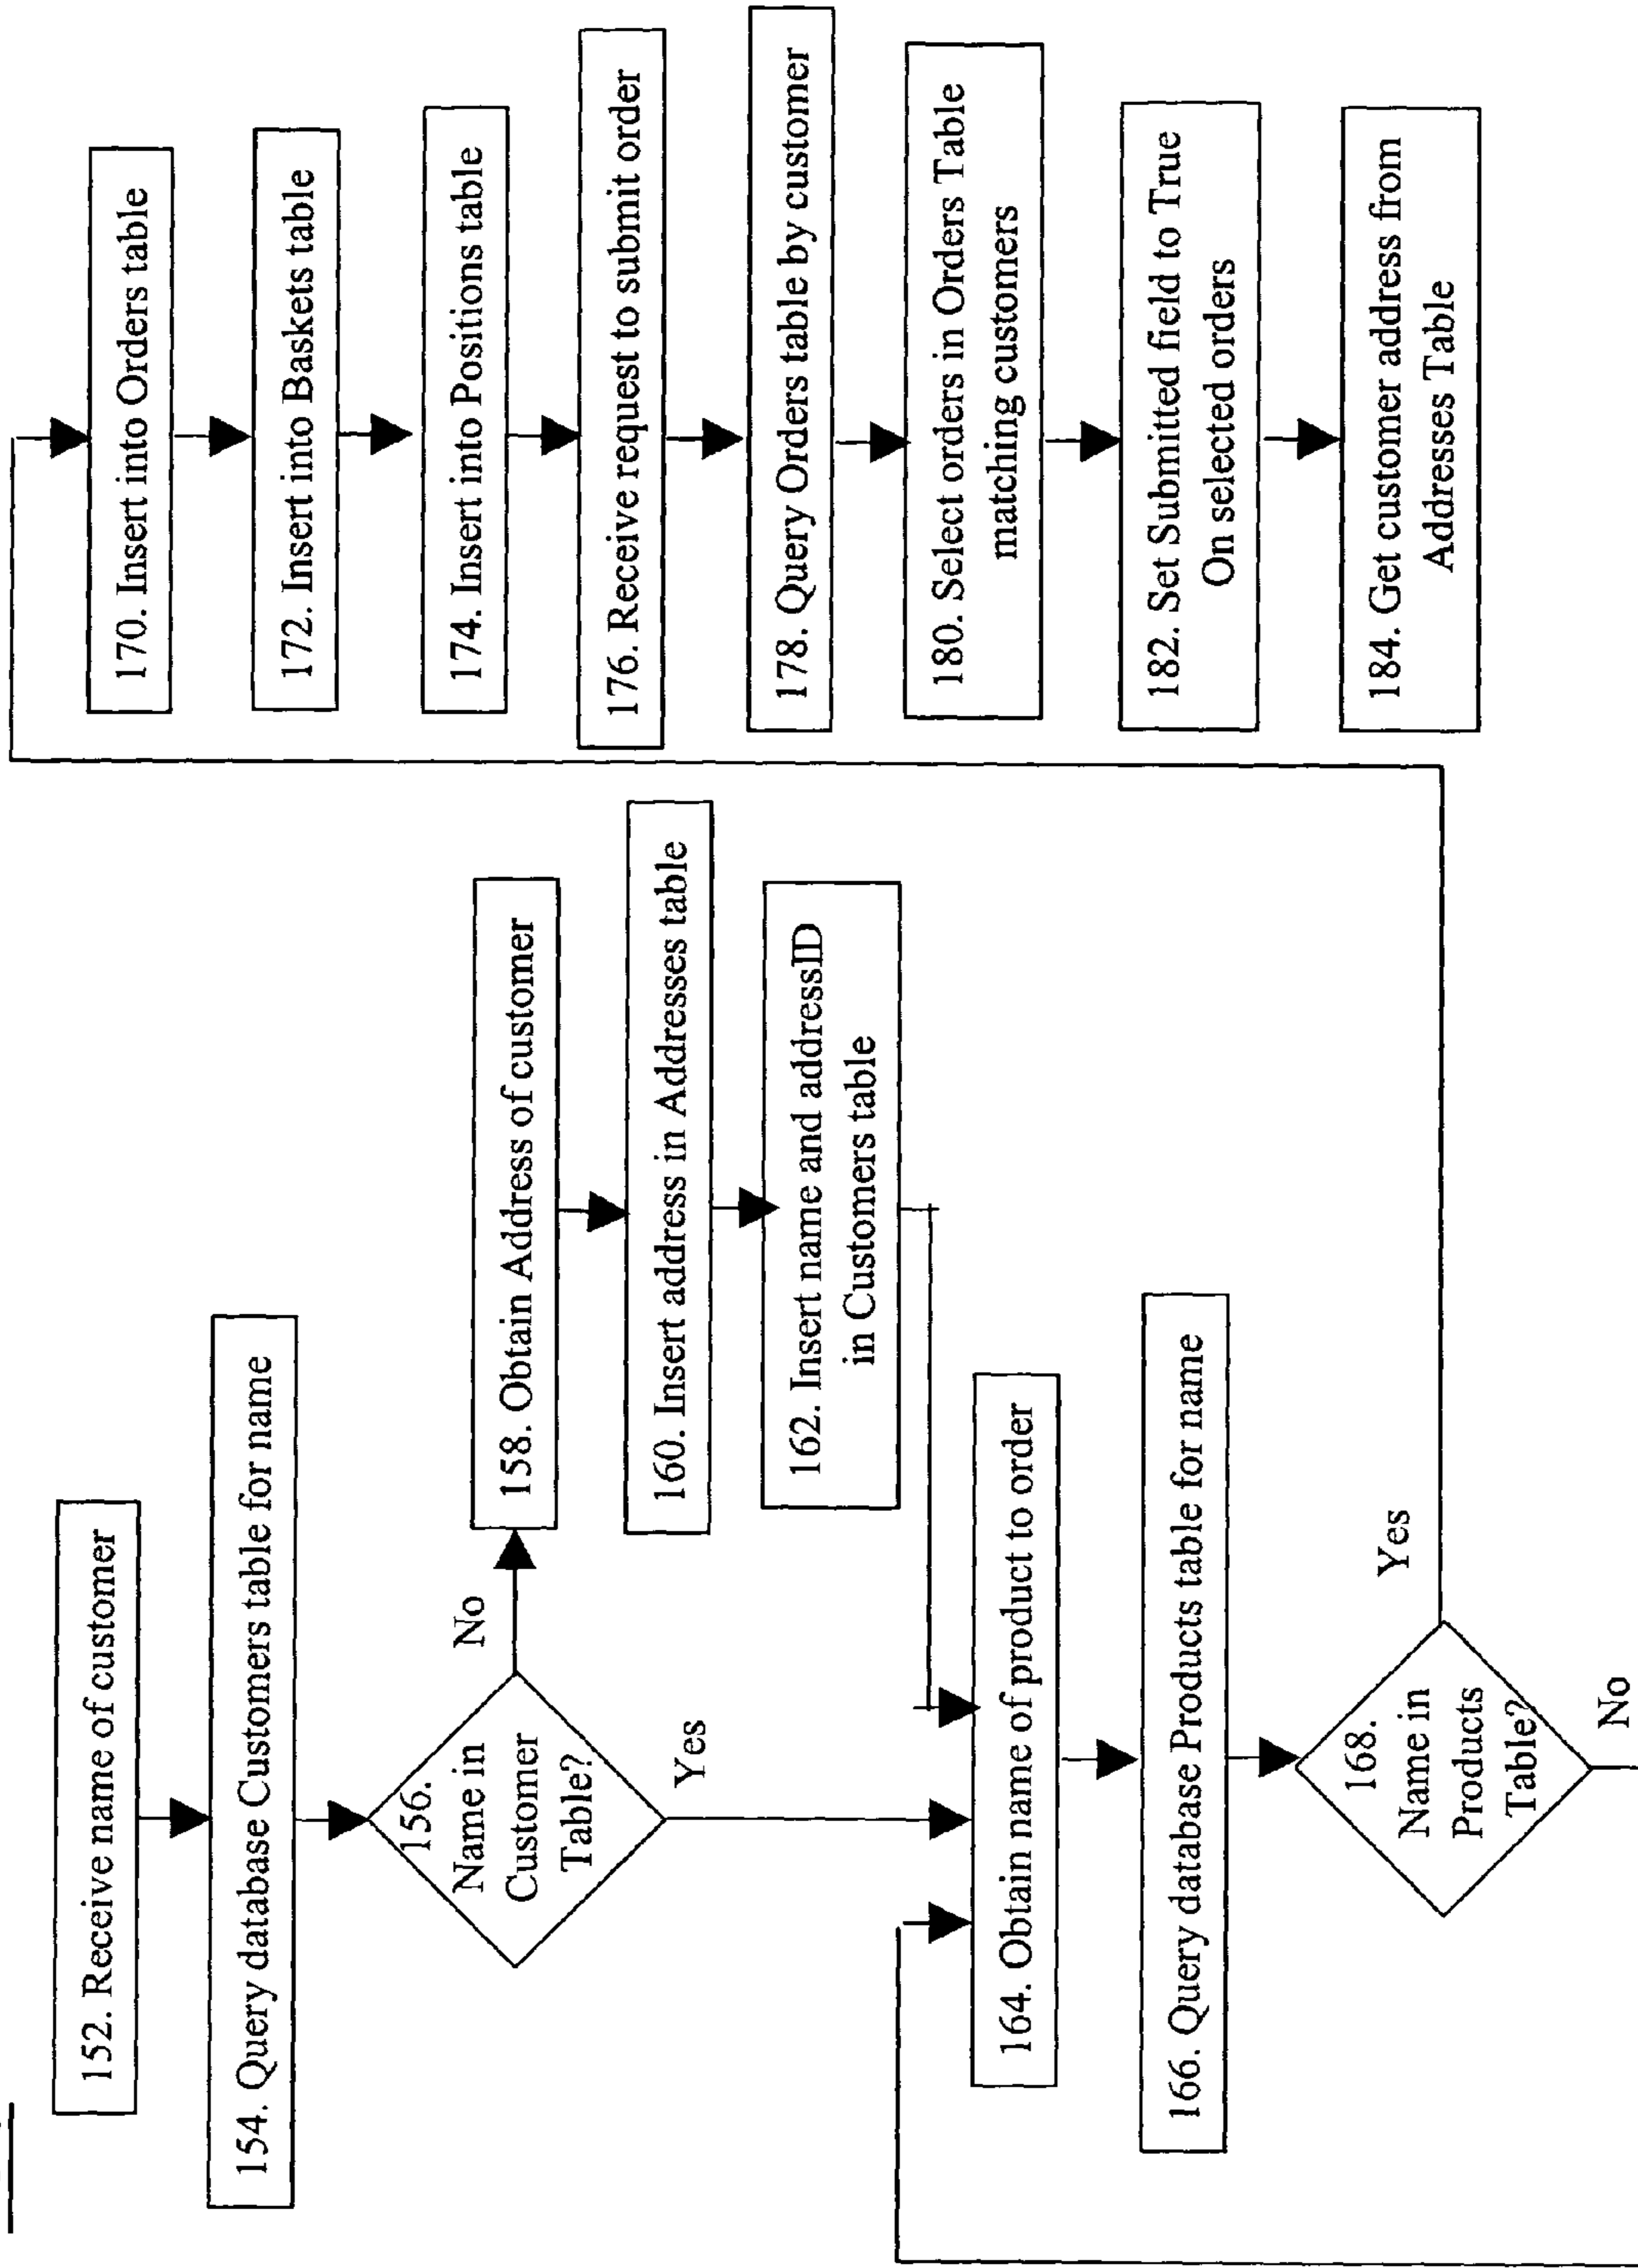 152. Receive name of customer
154. Query database Customers table for name
156.
Name in
Customer
Table?
No
Yes
158. Obtain Address of customer
160. Insert address in Addresses table
162. Insert name and addressID
in Customers table
164. Obtain name of product to order
166. Query database Products table for name
168.
Name in
Products
Table?
Yes
No
170. Insert into Orders table
172. Insert into Baskets table
174. Insert into Positions table
176. Receive request to submit order
178. Query Orders table by customer
180. Select orders in Orders Table
matching customers
182. Set Submitted field to True
On selected orders
184. Get customer address from
Addresses Table